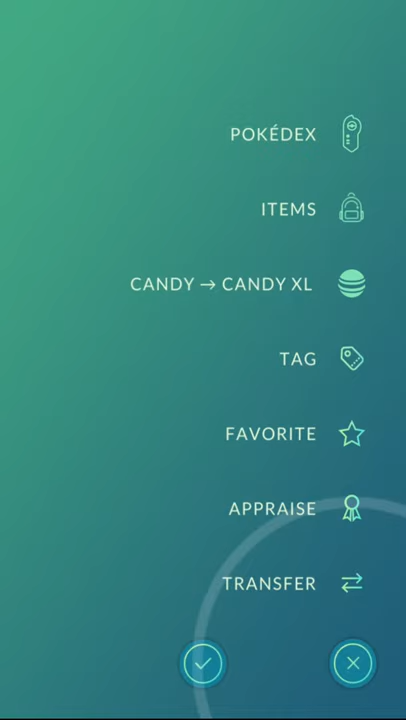 POKÉDEX
ITEMS
CANDY → CANDY XL
TAG
FAVORITE
APPRAISE
TRANSFER